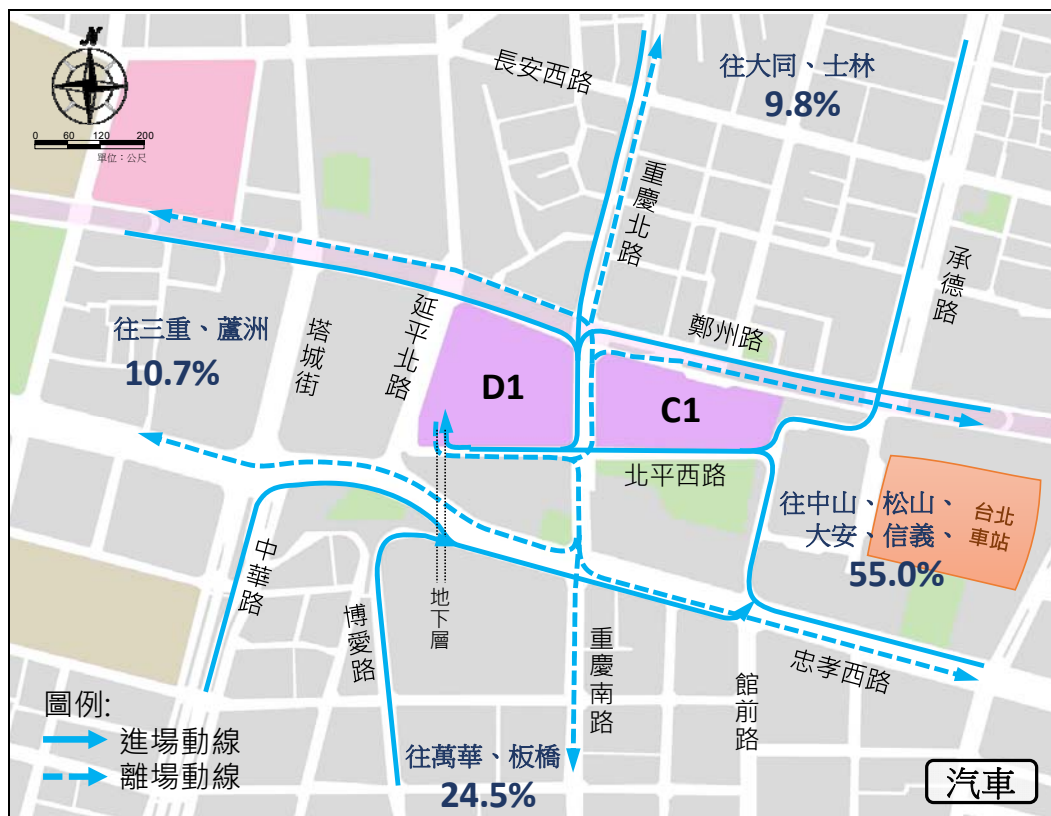 N
0 60 120 200
單位：公尺
長安西路
往大同、士林
9.8%
重慶北路
承德路
往三重、蘆洲
10.7%
塔城街
延平北路
鄭州路
D1
C1
北平西路
往中山、松山、
大安、信義、
55.0%
台北
車站
中華路
博愛路
地下層
重慶南路
館前路
忠孝西路
圖例:
進場動線
離場動線
往萬華、板橋
24.5%
汽車